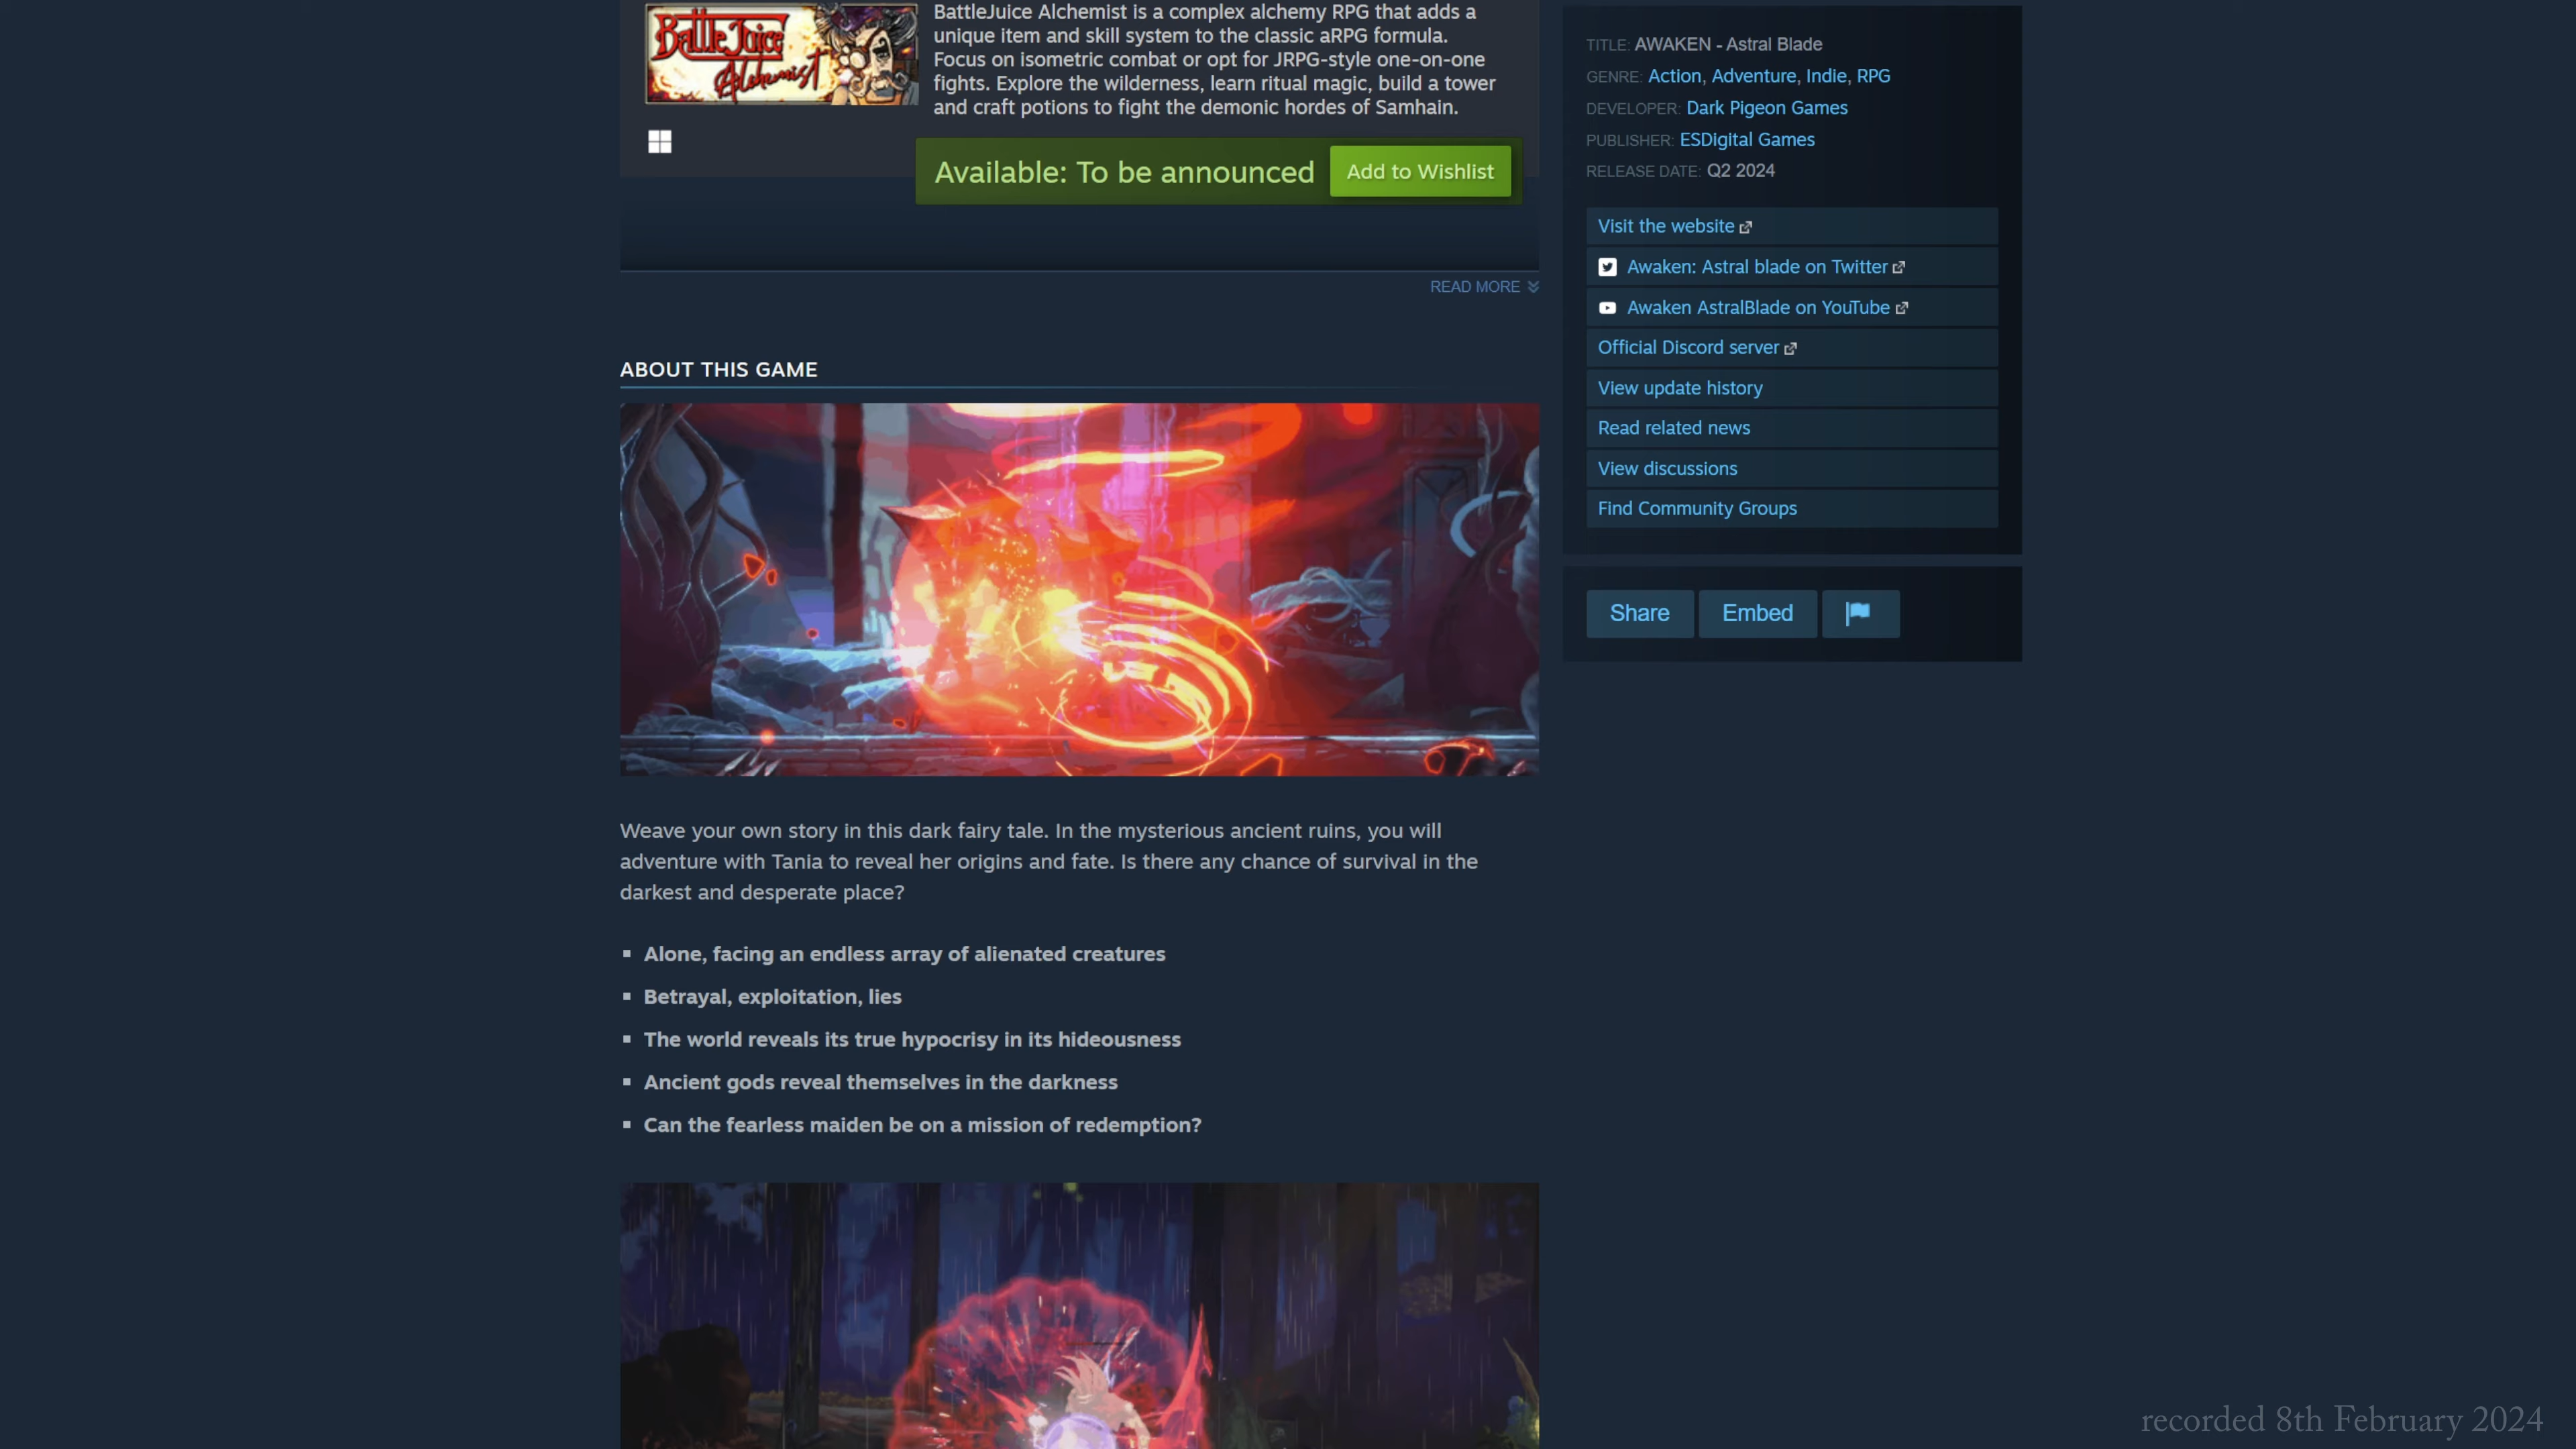 BattleJuice
Alchemist
BattleJuice Alchemist is a complex alchemy RPG that adds a
unique item and skill system to the classic aRPG formula.
Focus on isometric combat or opt for JRPG-style one-on-one
fights. Explore the wilderness, learn ritual magic, build a tower
and craft potions to fight the demonic hordes of Samhain.
Available: To be announced
Add to Wishlist
READ MORE
ABOUT THIS GAME
Weave your own story in this dark fairy tale. In the mysterious ancient ruins, you will
adventure with Tania to reveal her origins and fate. Is there any chance of survival in the
darkest and desperate place?
Alone, facing an endless array of alienated creatures
Betrayal, exploitation, lies
The world reveals its true hypocrisy in its hideousness
Ancient gods reveal themselves in the darkness
Can the fearless maiden be on a mission of redemption?
TITLE: AWAKEN - Astral Blade
GENRE: Action, Adventure, Indie, RPG
DEVELOPER: Dark Pigeon Games
PUBLISHER: ESDigital Games
RELEASE DATE: Q2 2024
Visit the website
Awaken: Astral blade on Twitter
Awaken AstralBlade on YouTube
Official Discord server
View update history
Read related news
View discussions
Find Community Groups
Share
Embed
recorded 8th February 2024